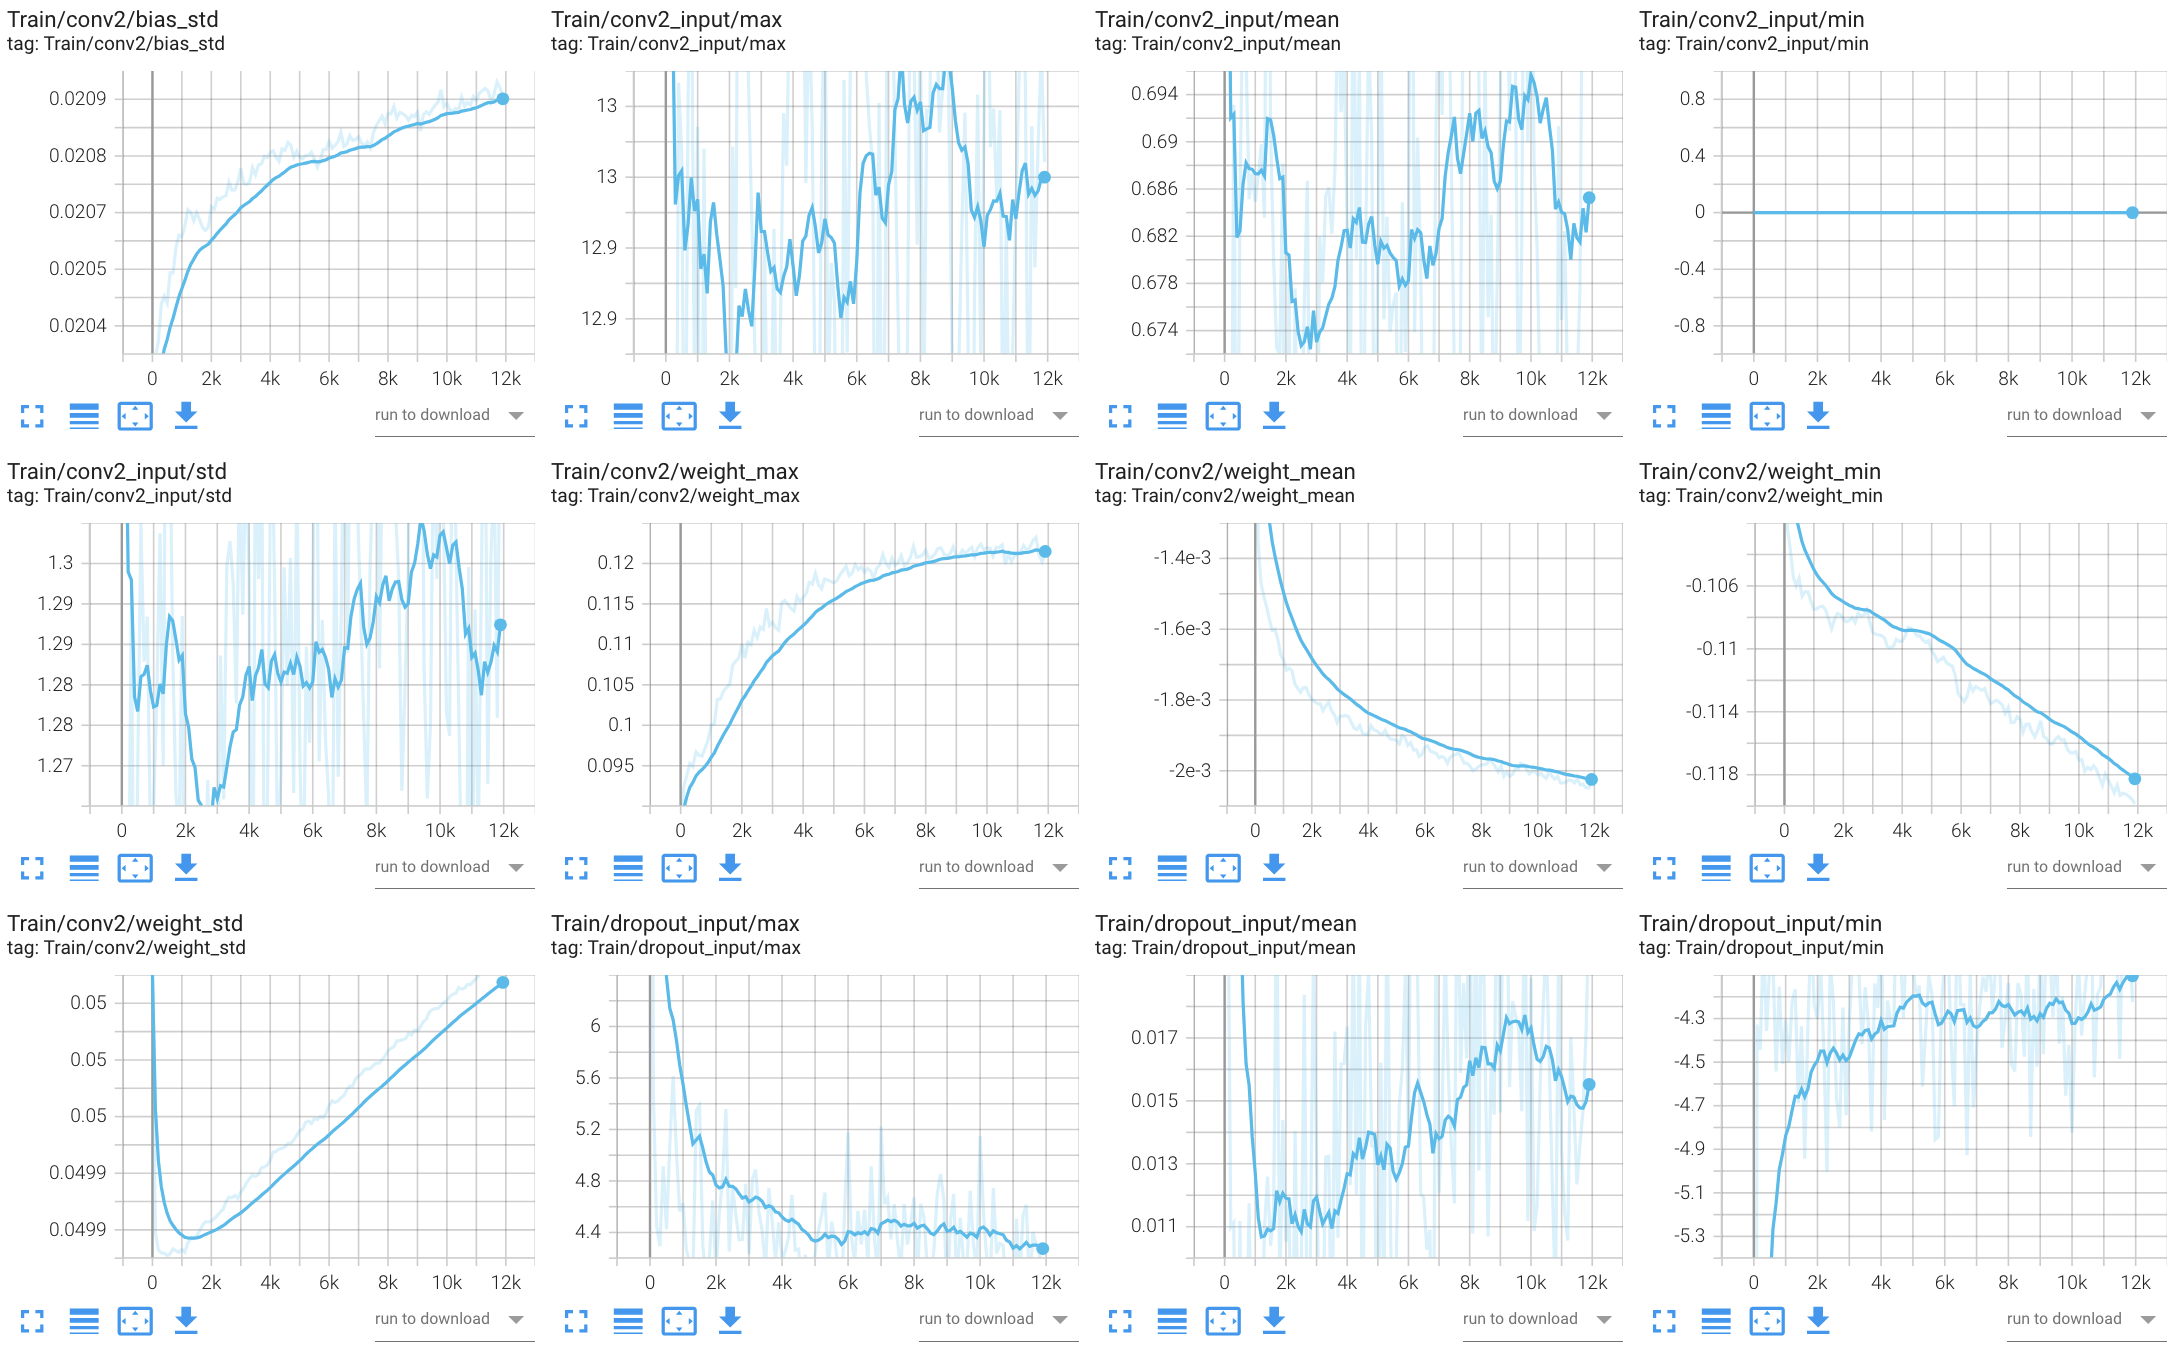 Train/conv2/bias_std
tag: Train/conv2/bias_std
0.0209
0.0208
0.0207
0.0205
0.0204
0 2k 4k 6k 8k 10k 12k
run to download
Train/conv2_input/max
tag: Train/conv2_input/max
13
13
12.9
12.9
0 2k 4k 6k 8k 10k 12k
run to download
Train/conv2_input/mean
tag: Train/conv2_input/mean
0.694
0.69
0.686
0.682
0.678
0.674
0 2k 4k 6k 8k 10k 12k
run to download
Train/conv2_input/min
tag: Train/conv2_input/min
0.8
0.4
0
-0.4
-0.8
0 2k 4k 6k 8k 10k 12k
run to download
Train/conv2_input/std
tag: Train/conv2_input/std
1.3
1.29
1.29
1.28
1.28
1.27
0 2k 4k 6k 8k 10k 12k
run to download
Train/conv2/weight_max
tag: Train/conv2/weight_max
0.12
0.115
0.11
0.105
0.1
0.095
0 2k 4k 6k 8k 10k 12k
run to download
Train/conv2/weight_mean
tag: Train/conv2/weight_mean
-1.4e-3
-1.6e-3
-1.8e-3
-2e-3
0 2k 4k 6k 8k 10k 12k
run to download
Train/conv2/weight_min
tag: Train/conv2/weight_min
-0.106
-0.11
-0.114
-0.118
0 2k 4k 6k 8k 10k 12k
run to download
Train/conv2/weight_std
tag: Train/conv2/weight_std
0.05
0.05
0.05
0.0499
0.0499
0 2k 4k 6k 8k 10k 12k
run to download
Train/dropout_input/max
tag: Train/dropout_input/max
6
5.6
5.2
4.8
4.4
0 2k 4k 6k 8k 10k 12k
run to download
Train/dropout_input/mean
tag: Train/dropout_input/mean
0.017
0.015
0.013
0.011
0 2k 4k 6k 8k 10k 12k
run to download
Train/dropout_input/min
tag: Train/dropout_input/min
-4.3
-4.5
-4.7
-4.9
-5.1
-5.3
0 2k 4k 6k 8k 10k 12k
run to download